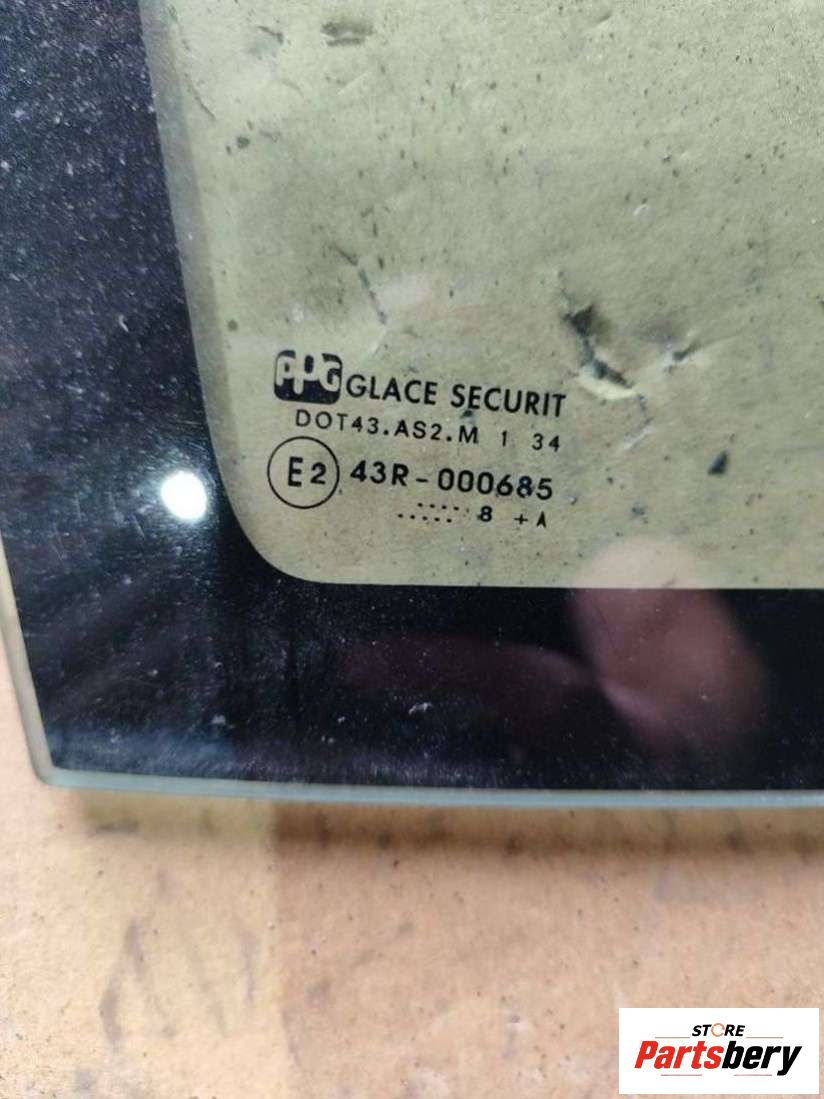 PPG GLACE SECURIT
DOT43.AS2.M 1 34
E2 43R-000685
.....·····8 +A
STORE
Partsbery